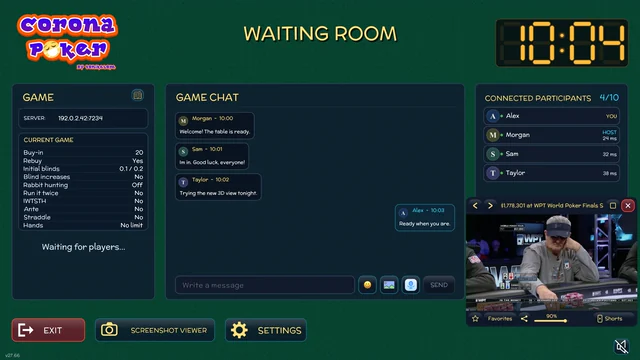 corona
poker
WAITING ROOM
10:04
GAME
SERVER: 192.0.2.42:7234
CURRENT GAME
Buy-in 20
Rebuy Yes
Initial blinds 0.1 / 0.2
Blind increases No
Rabbit hunting Off
Run it twice No
IWTSTH No
Ante No
Straddle No
Hands No limit
Waiting for players...
GAME CHAT
M Morgan - 10:00
Welcome! The table is ready.
S Sam - 10:01
Im in. Good luck, everyone!
T Taylor - 10:02
Trying the new 3D view tonight.
A Alex - 10:03
Ready when you are.
Write a message
SEND
CONNECTED PARTICIPANTS 4/10
A Alex YOU
M Morgan HOST
24 ms
S Sam 32 ms
T Taylor 38 ms
$1,778,301 at WPT World Poker Finals S
Favorites 90% Shorts
EXIT
SCREENSHOT VIEWER
SETTINGS